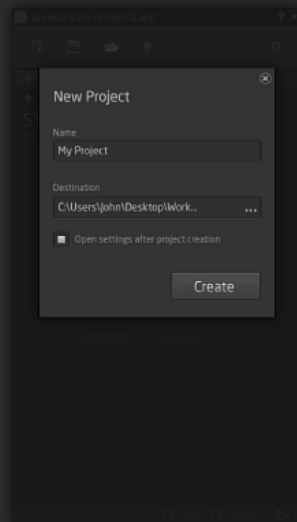 New Project
Name
My Project
Destination
C:\Users\John\Desktop\Work..
...
Open settings after project creation
Create